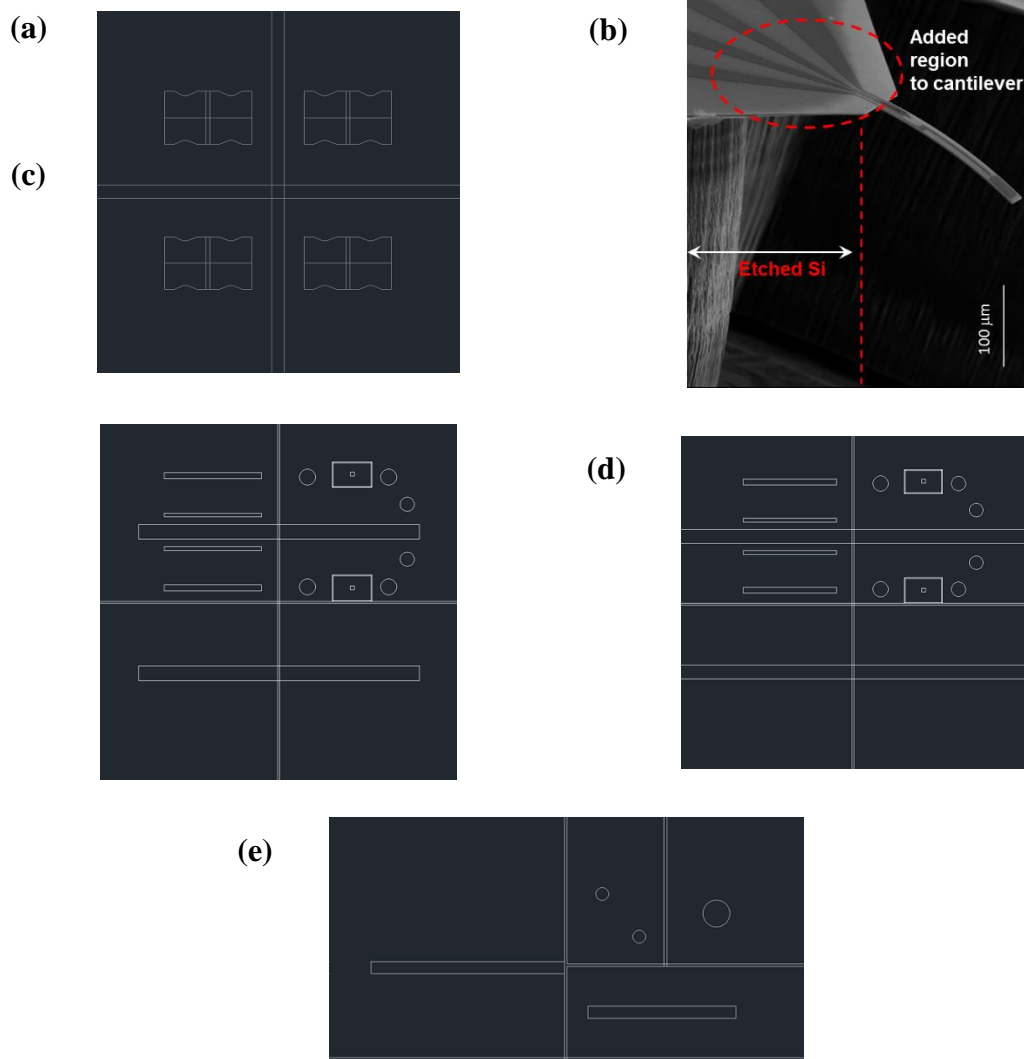 (a)
(b)
Added
region
to cantilever
(c)
Etched Si
100 μm
(d)
(e)